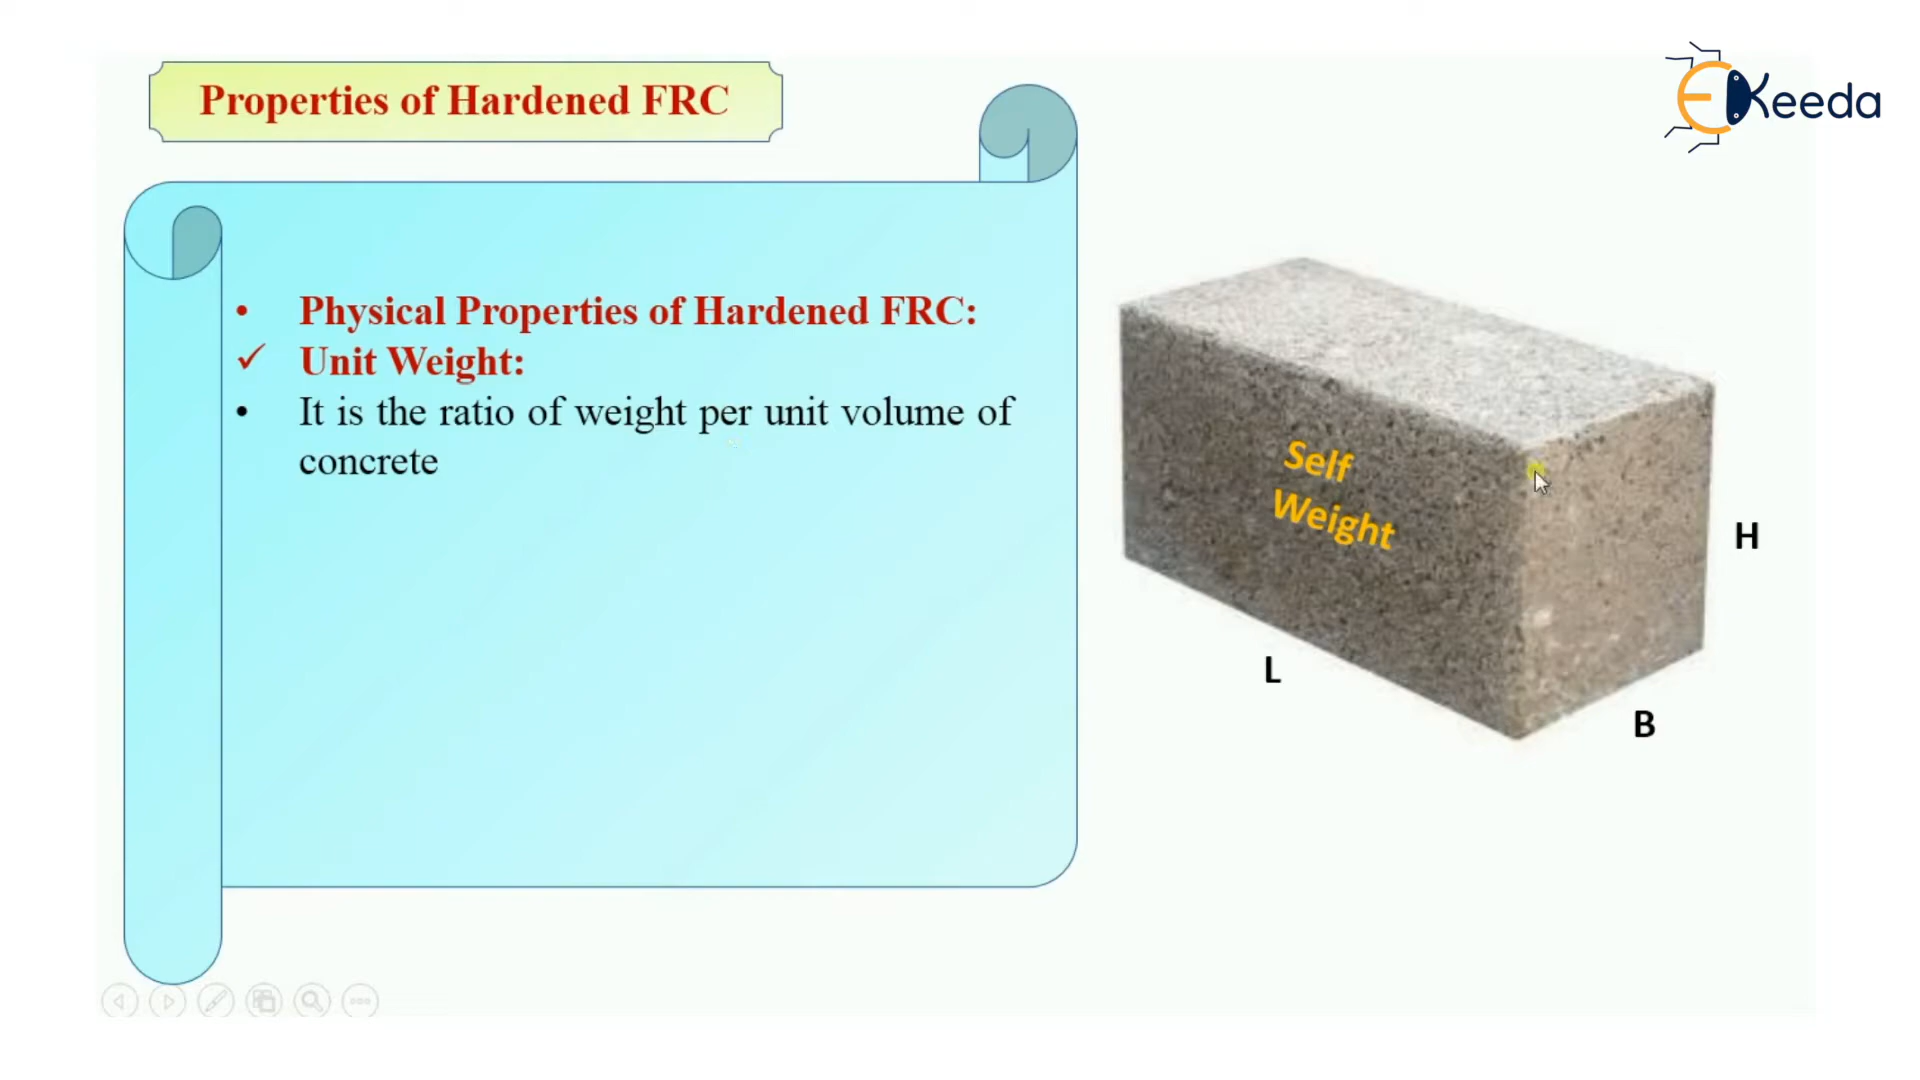 Properties of Hardened FRC
EKeeda
• Physical Properties of Hardened FRC:
✓ Unit Weight:
• It is the ratio of weight per unit volume of
concrete
Self
Weight
H
L
B